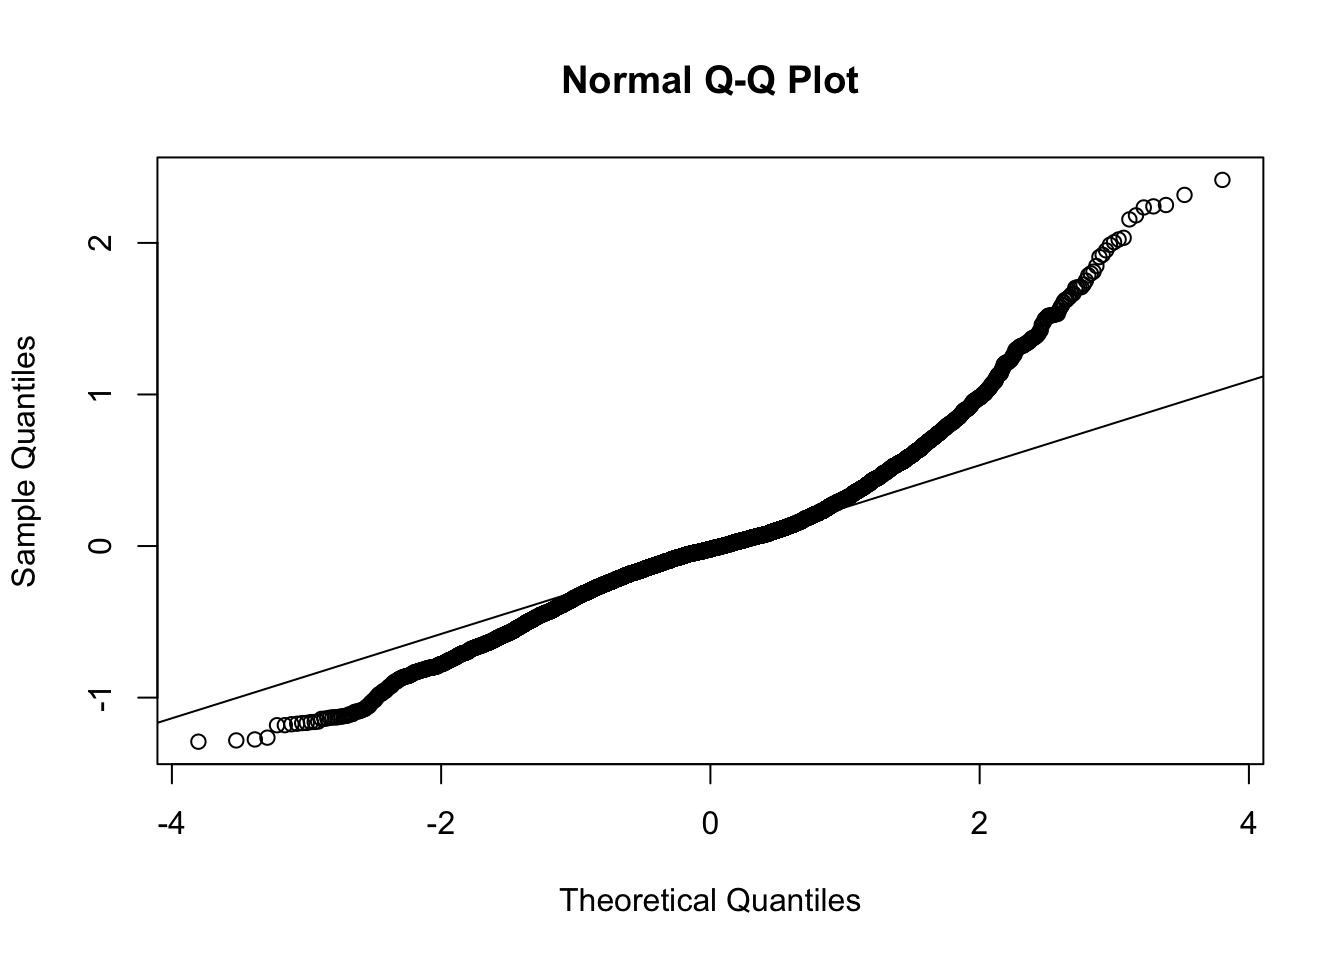 Normal Q-Q Plot
Sample Quantiles
2
1
0
-1
-4 -2 0 2 4
Theoretical Quantiles